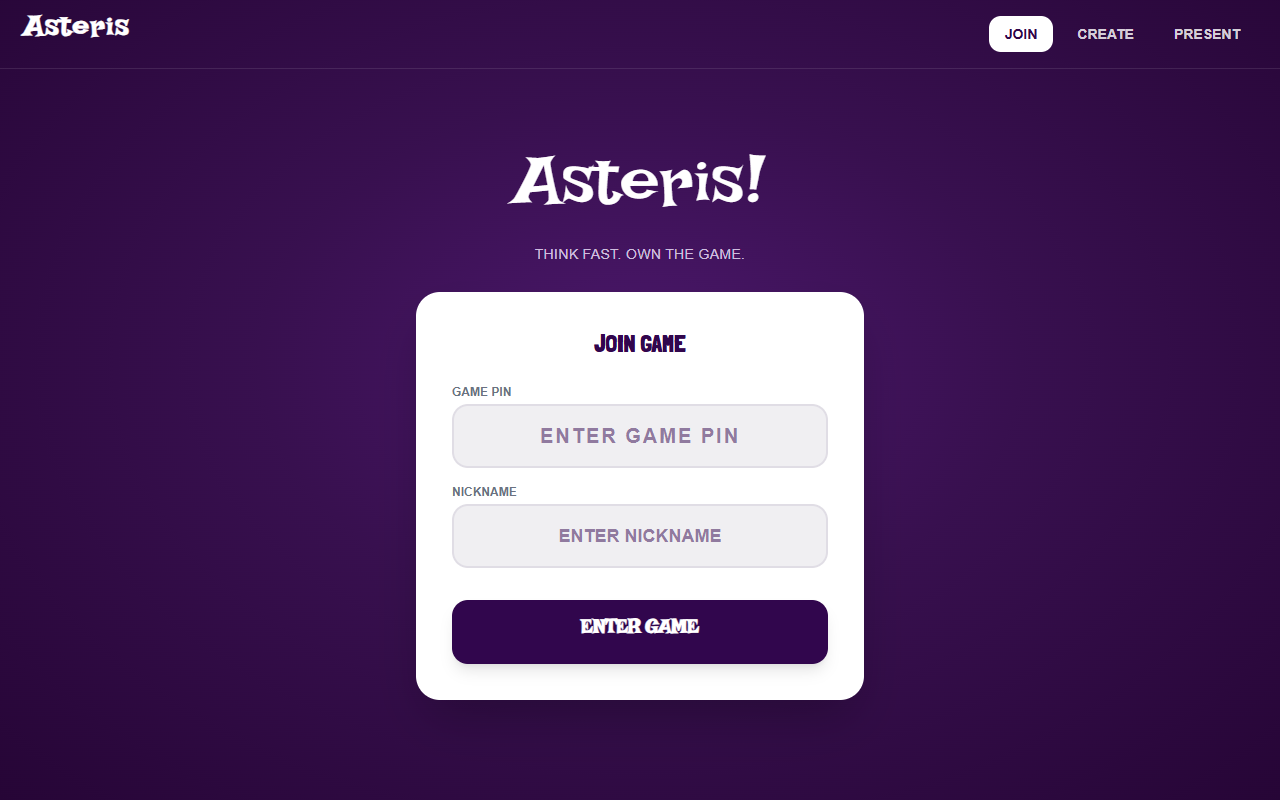 Asteris
JOIN
CREATE
PRESENT
Asteris!
THINK FAST. OWN THE GAME.
JOIN GAME
GAME PIN
ENTER GAME PIN
NICKNAME
ENTER NICKNAME
ENTER GAME